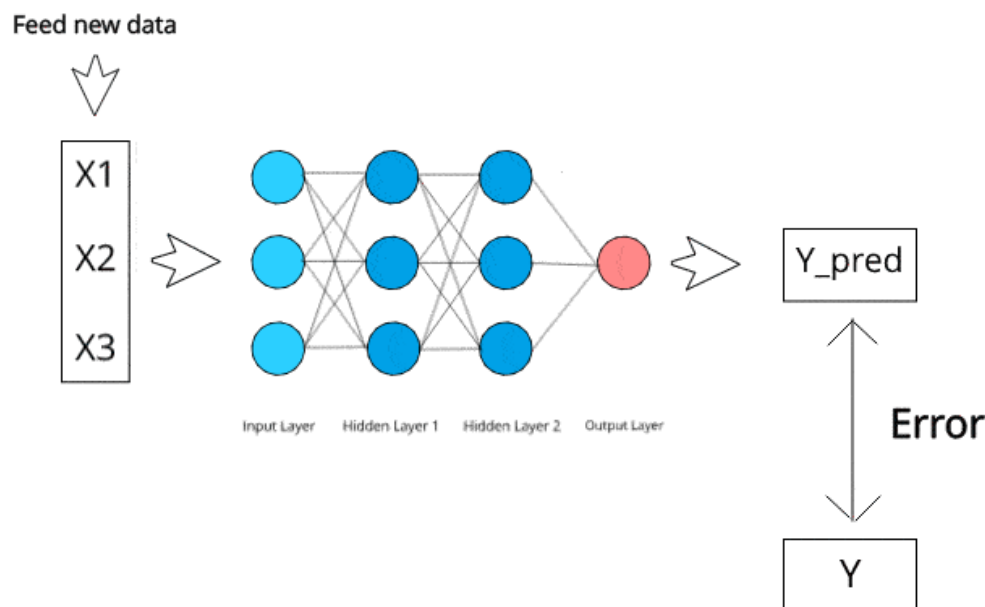 Feed new data
X1
X2
X3
Input Layer
Hidden Layer 1
Hidden Layer 2
Output Layer
Y_pred
Error
Y